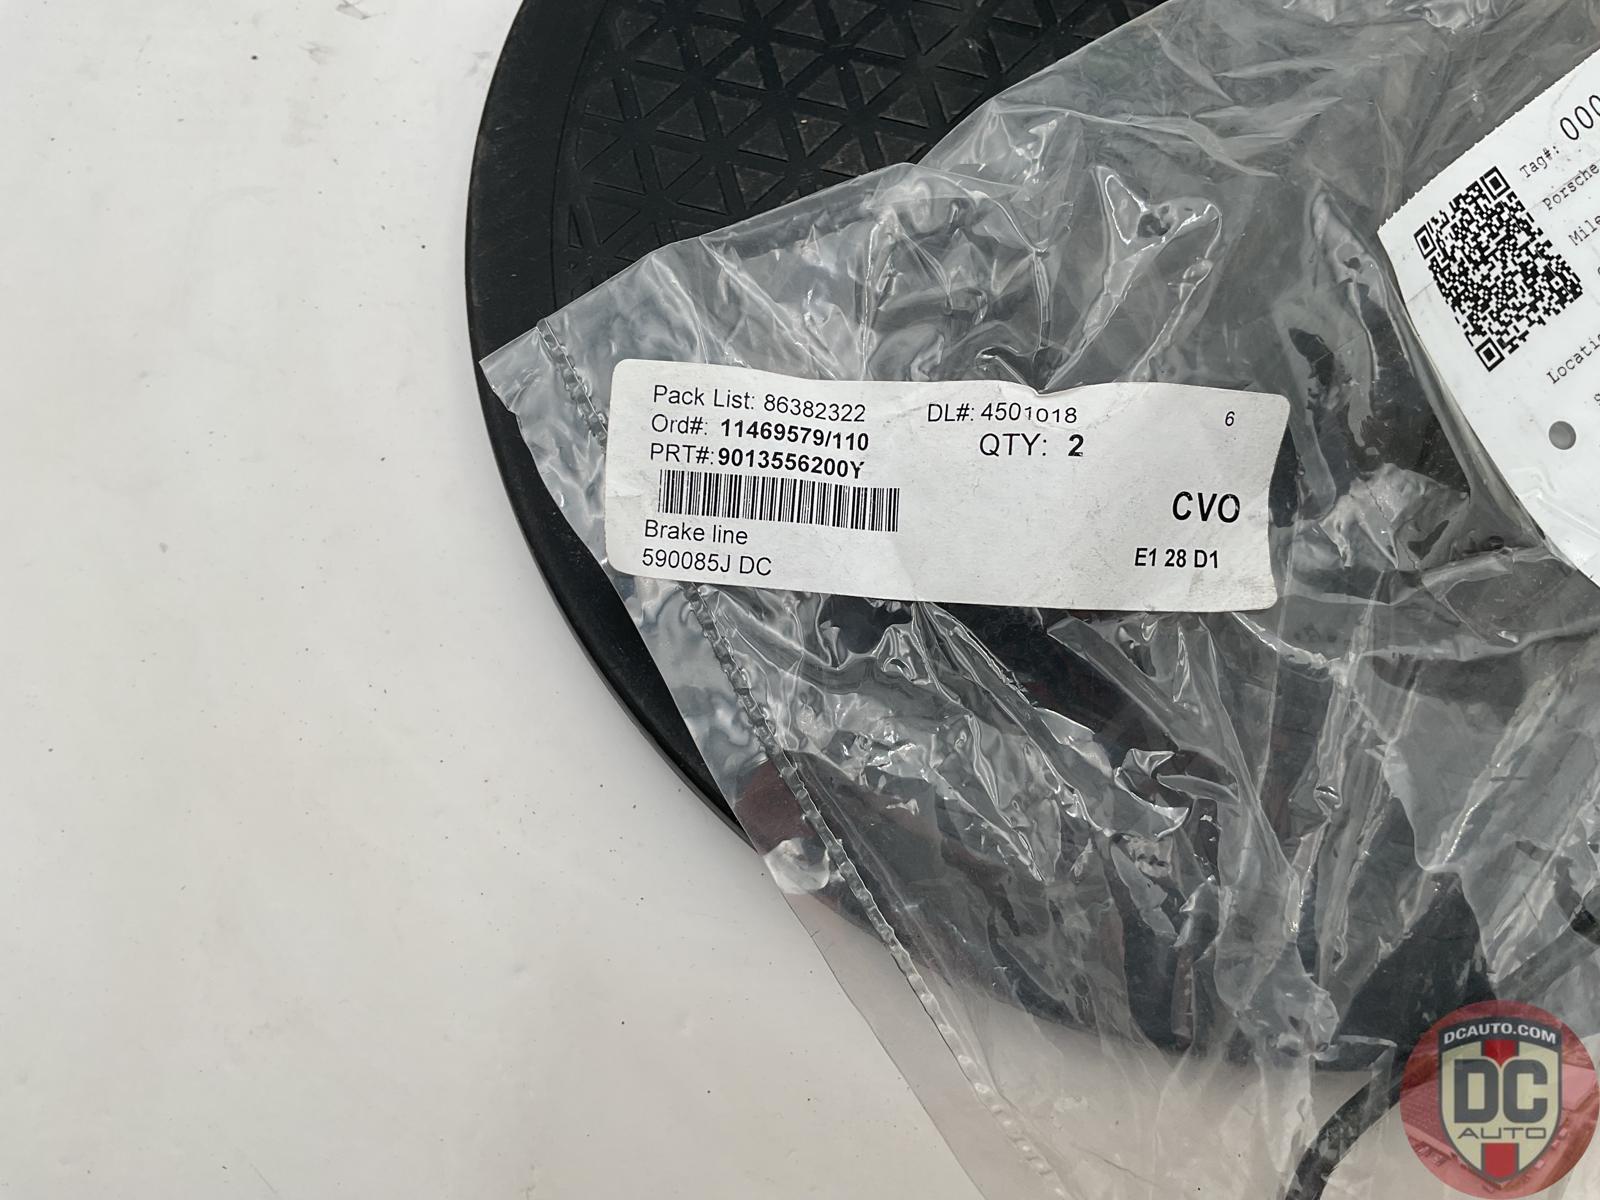 Pack List: 86382322 DL#: 4501018 6
Ord#: 11469579/110 QTY: 2
PRT#: 9013556200Y
CVO
Brake line
590085J DC E1 28 D1
Tag#: 000
Porsche
DCAUTO.COM
DC
AUTO